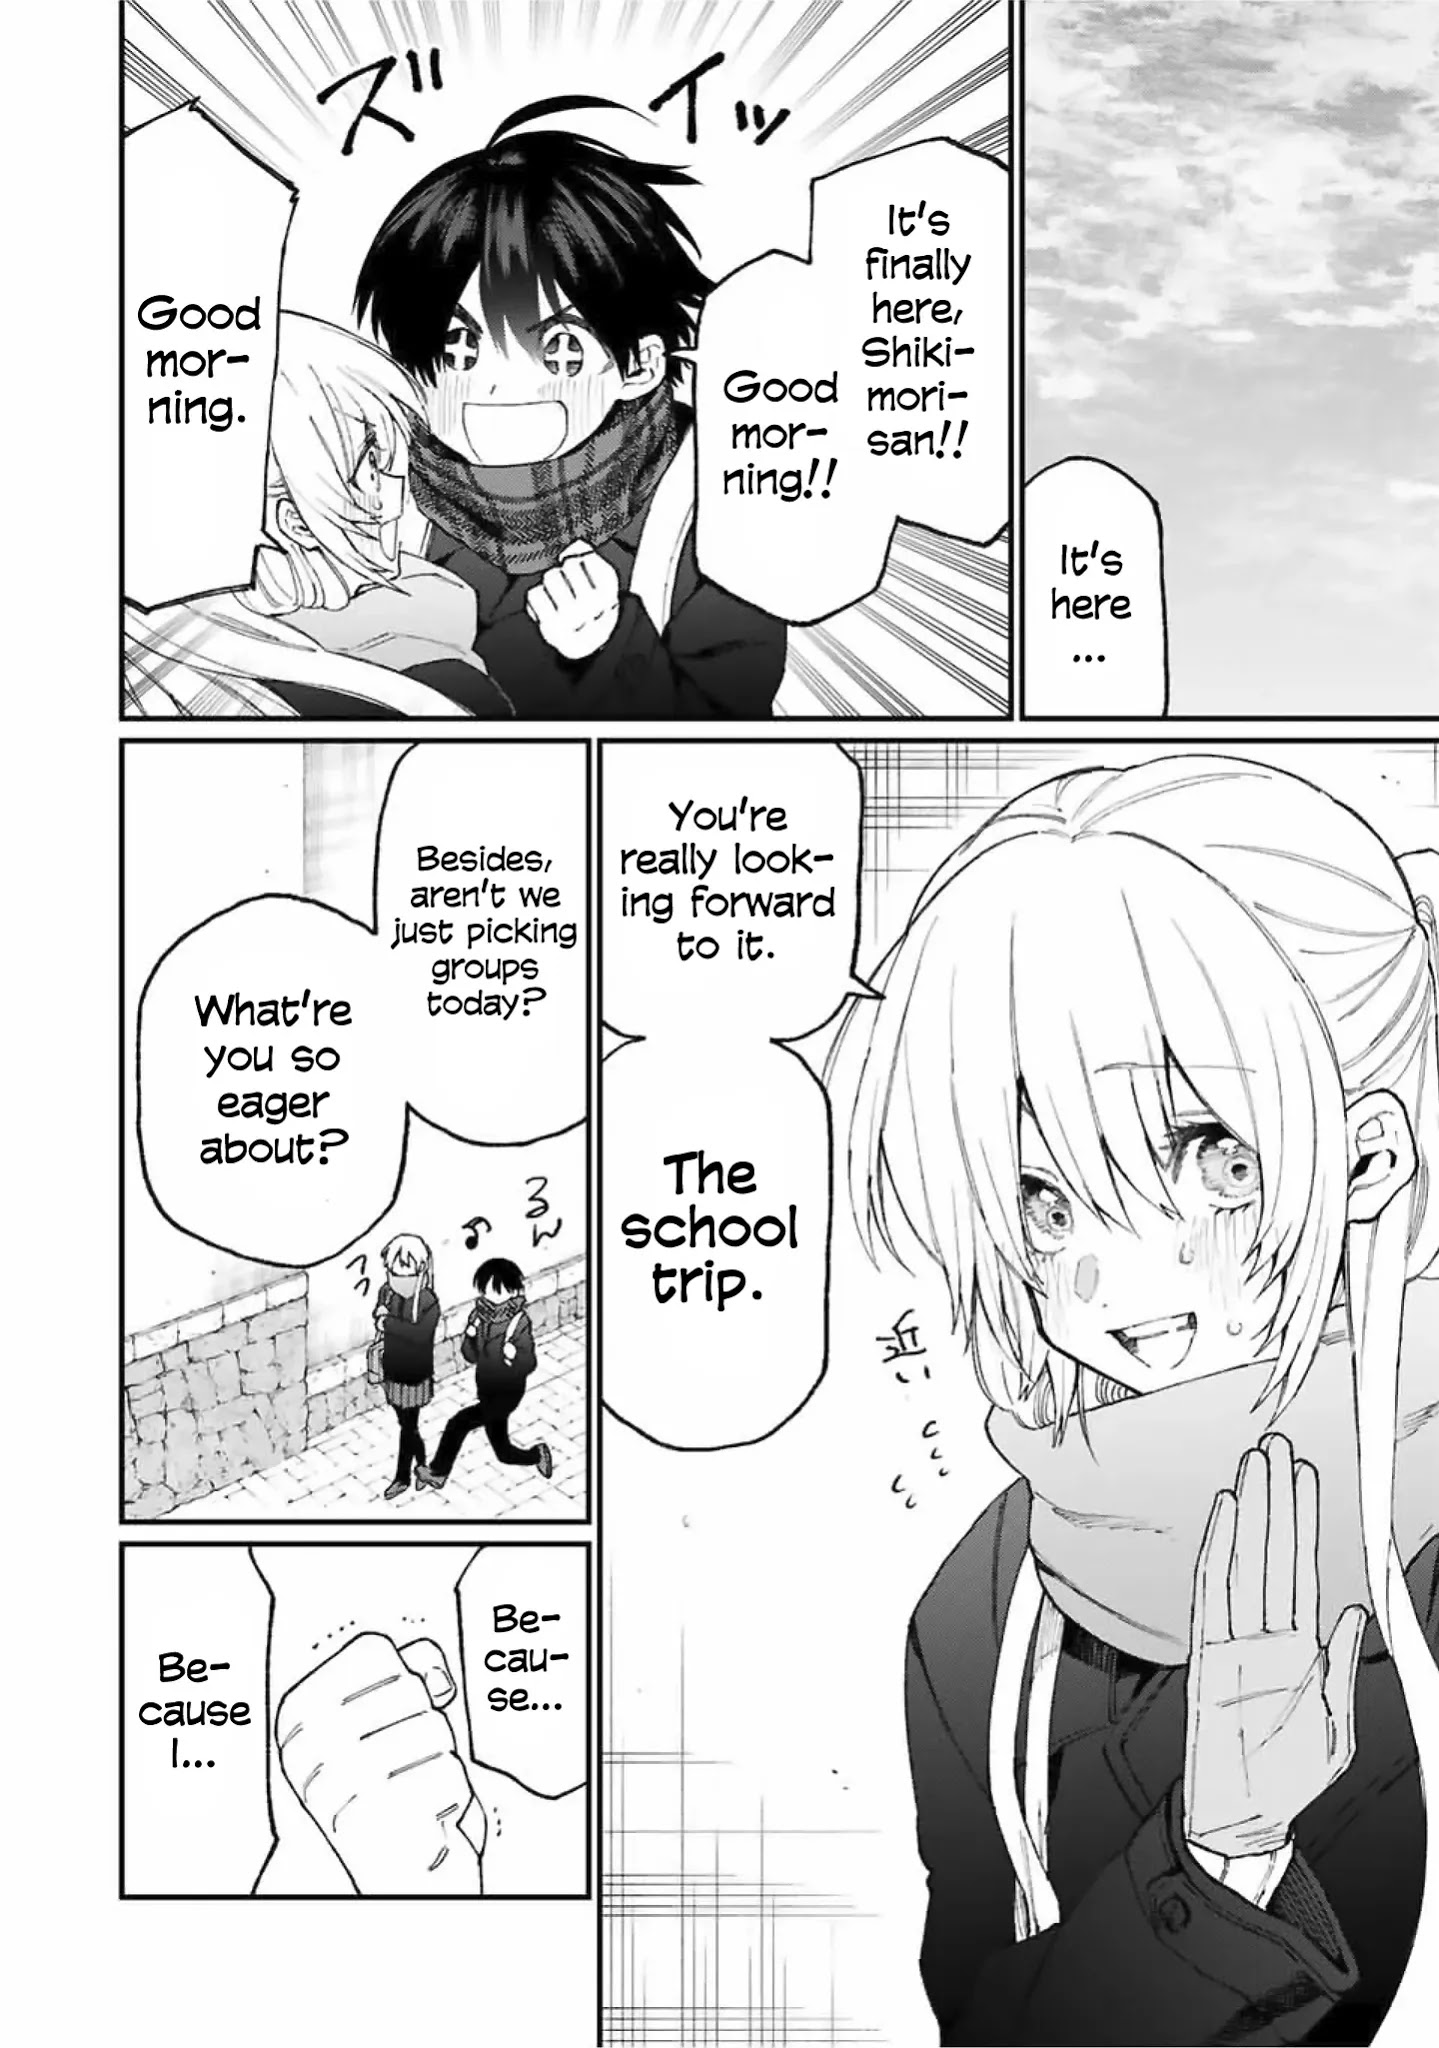 It's
here
...
It's
finally
here,
Shiki-
mori-
san!!
Good
mor-
ning!!
ズイッ
Good
mor-
ning.
You're
really look-
ing forward
to it.
The
school
trip.
近い
Besides,
aren't we
just picking
groups
today?
What're
you so
eager
about?
るん
♪
フフ
Be-
cau-
se...
Be-
cause
I...